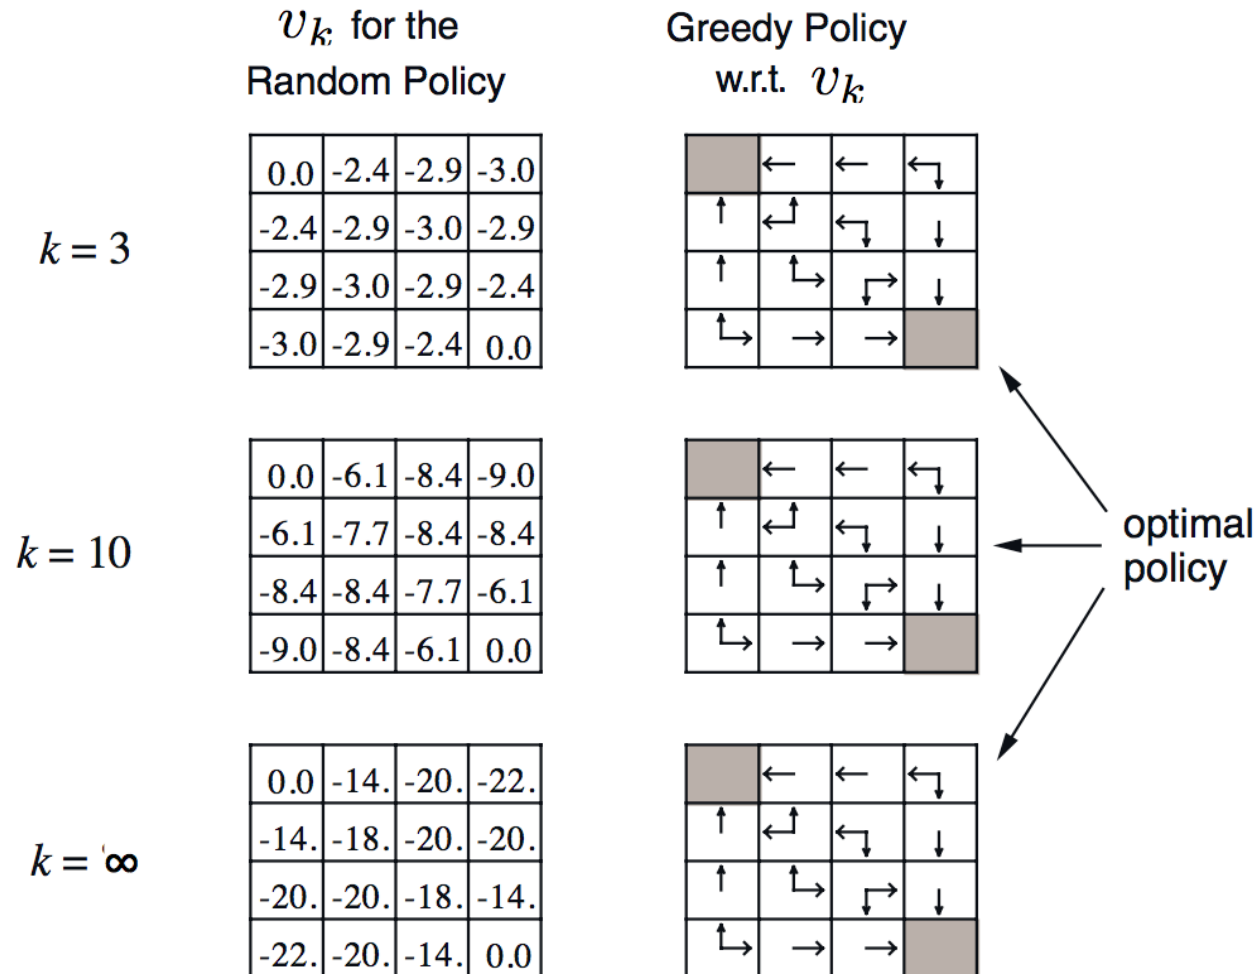 v_k for the
Random Policy
Greedy Policy
w.r.t. v_k
k = 3
0.0 -2.4 -2.9 -3.0
-2.4 -2.9 -3.0 -2.9
-2.9 -3.0 -2.9 -2.4
-3.0 -2.9 -2.4 0.0
k = 10
0.0 -6.1 -8.4 -9.0
-6.1 -7.7 -8.4 -8.4
-8.4 -8.4 -7.7 -6.1
-9.0 -8.4 -6.1 0.0
optimal
policy
k = ∞
0.0 -14. -20. -22.
-14. -18. -20. -20.
-20. -20. -18. -14.
-22. -20. -14. 0.0